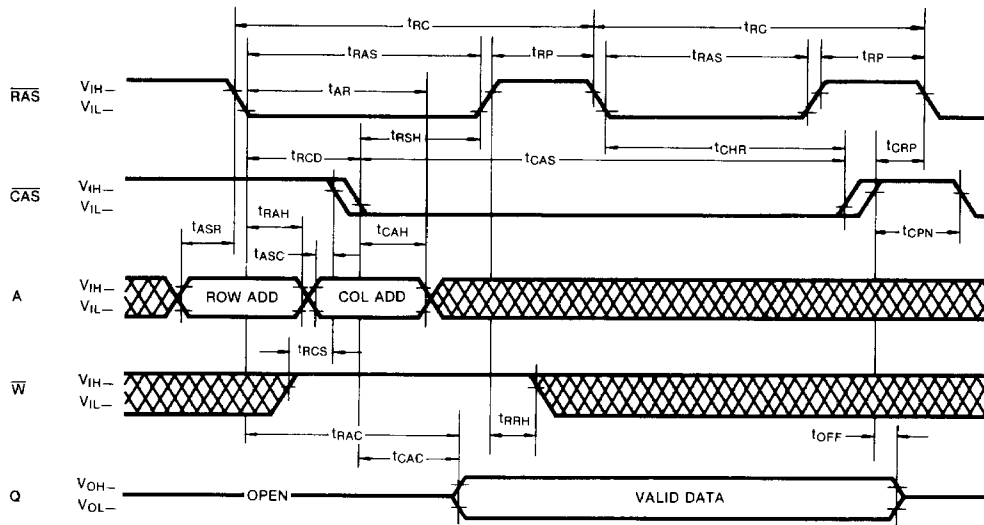 tRC tRC
tRAS tRP tRAS tRP
RAS VIH tAR
VIL
tRSH tCHR tCRP
tRCD tCAS
CAS VIH
VIL
tASR tRAH tCAH tCPN
tASC
A VIH ROW ADD COL ADD
VIL
tRCS
W VIH
VIL
tRAC tRRH tOFF
tCAC
Q VOH OPEN VALID DATA
VOL